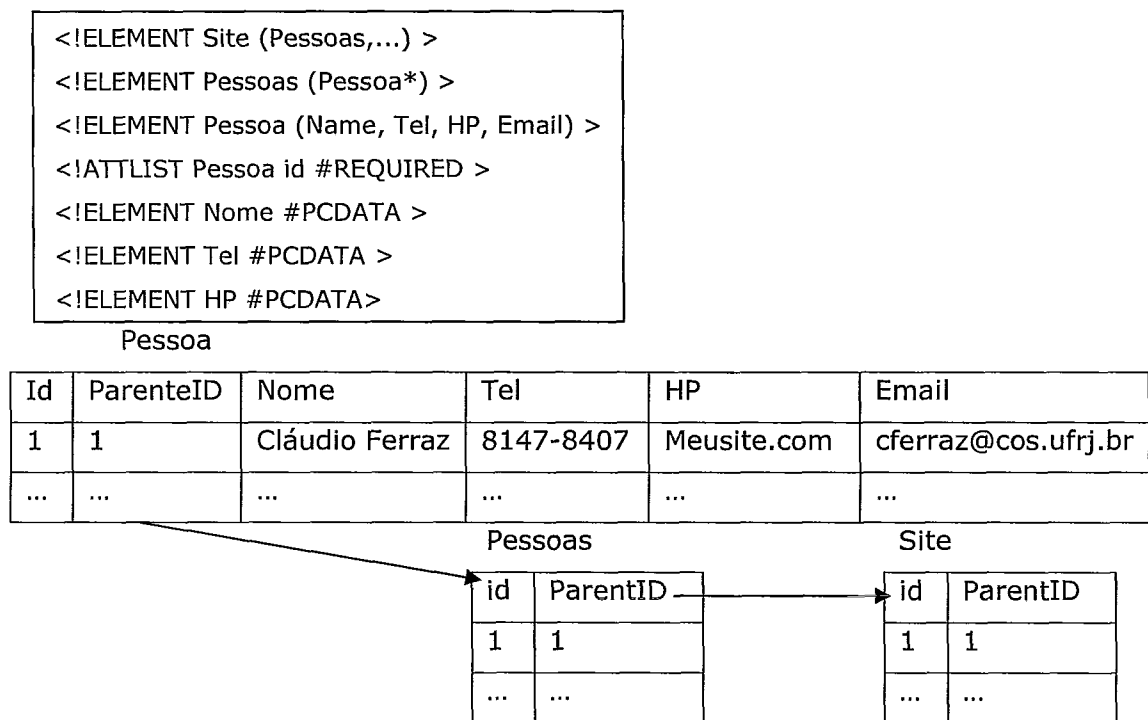 <!ELEMENT Site (Pessoas,...) >
<!ELEMENT Pessoas (Pessoa*) >
<!ELEMENT Pessoa (Name, Tel, HP, Email) >
<!ATTLIST Pessoa id #REQUIRED >
<!ELEMENT Nome #PCDATA >
<!ELEMENT Tel #PCDATA >
<!ELEMENT HP #PCDATA>
Pessoa
Id ParenteID Nome Tel HP Email
1 1 Cláudio Ferraz 8147-8407 Meusite.com cferraz@cos.ufrj.br
... ... ... ... ... ...
Pessoas Site
id ParentID id ParentID
1 1 1 1
... ... ... ...